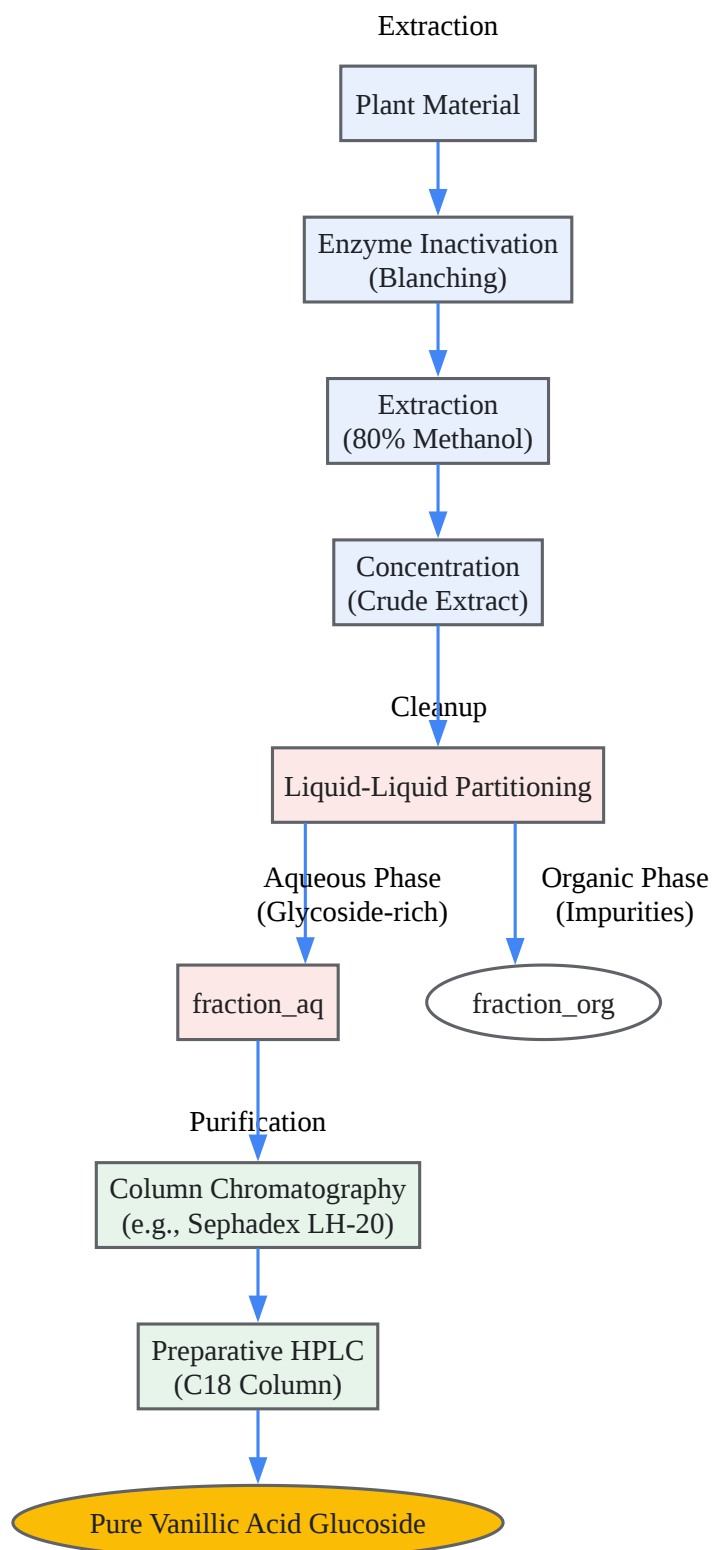 Extraction
Plant Material
Enzyme Inactivation
(Blanching)
Extraction
(80% Methanol)
Concentration
(Crude Extract)
Cleanup
Liquid-Liquid Partitioning
Aqueous Phase
(Glycoside-rich)
Organic Phase
(Impurities)
fraction_aq
fraction_org
Purification
Column Chromatography
(e.g., Sephadex LH-20)
Preparative HPLC
(C18 Column)
Pure Vanillic Acid Glucoside